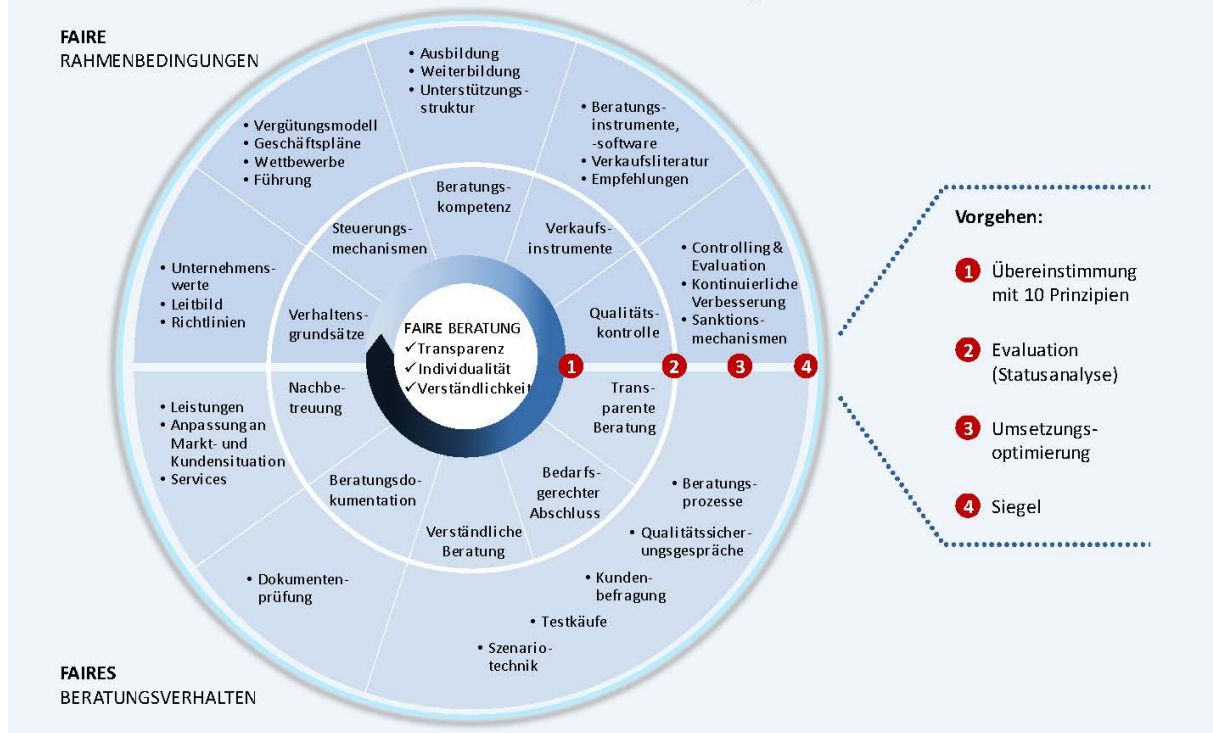 FAIRE
RAHMENBEDINGUNGEN
• Ausbildung
• Weiterbildung
• Unterstützungs-
struktur
• Vergütungsmodell
• Geschäftspläne
• Wettbewerbe
• Führung
• Beratungs-
instrumente,
-software
• Verkaufsliteratur
• Empfehlungen
• Unternehmens-
werte
• Leitbild
• Richtlinien
• Controlling &
Evaluation
• Kontinuierliche
Verbesserung
• Sanktions-
mechanismen
Beratungs-
kompetenz
Steuerungs-
mechanismen
Verkaufs-
instrumente
Verhaltens-
grundsätze
Qualitäts-
kontrolle
FAIRE BERATUNG
✓Transparenz
✓Individualität
✓Verständlichkeit
1
2
3
4
Nachbe-
treuung
Trans-
parente
Beratung
Beratungsdo-
kumentation
Bedarfs-
gerechter
Abschluss
Verständliche
Beratung
• Leistungen
• Anpassung an
Markt- und
Kundensituation
• Services
• Dokumenten-
prüfung
• Beratungs-
prozesse
• Qualitätssicher-
ungsgespräche
• Kunden-
befragung
• Testkäufe
• Szenario-
technik
FAIRES
BERATUNGSVERHALTEN
Vorgehen:
1 Übereinstimmung
mit 10 Prinzipien
2 Evaluation
(Statusanalyse)
3 Umsetzungs-
optimierung
4 Siegel